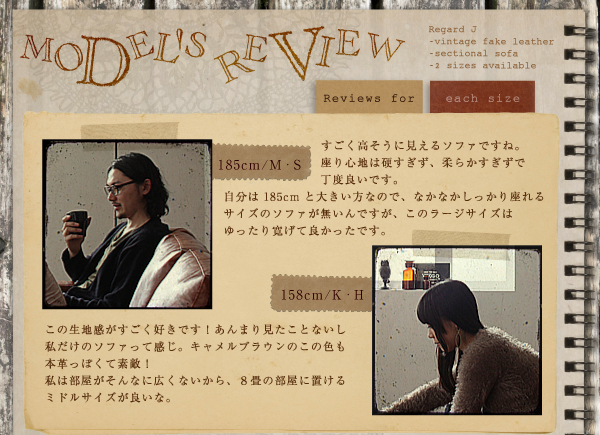 MODEL'S REVIEW
Regard J
-vintage fake leather
-sectional sofa
-2 sizes available
Reviews for each size
185cm/M・S
すごく高そうに見えるソファですね。
座り心地は硬すぎず、柔らかすぎずで
丁度良いです。
自分は 185cm と大きい方なので、なかなかしっかり座れる
サイズのソファが無いんですが、このラージサイズは
ゆったり寛げて良かったです。
158cm/K・H
この生地感がすごく好きです！あんまり見たことないし
私だけのソファって感じ。キャメルブラウンのこの色も
本革っぽくて素敵！
私は部屋がそんなに広くないから、８畳の部屋に置ける
ミドルサイズが良いな。